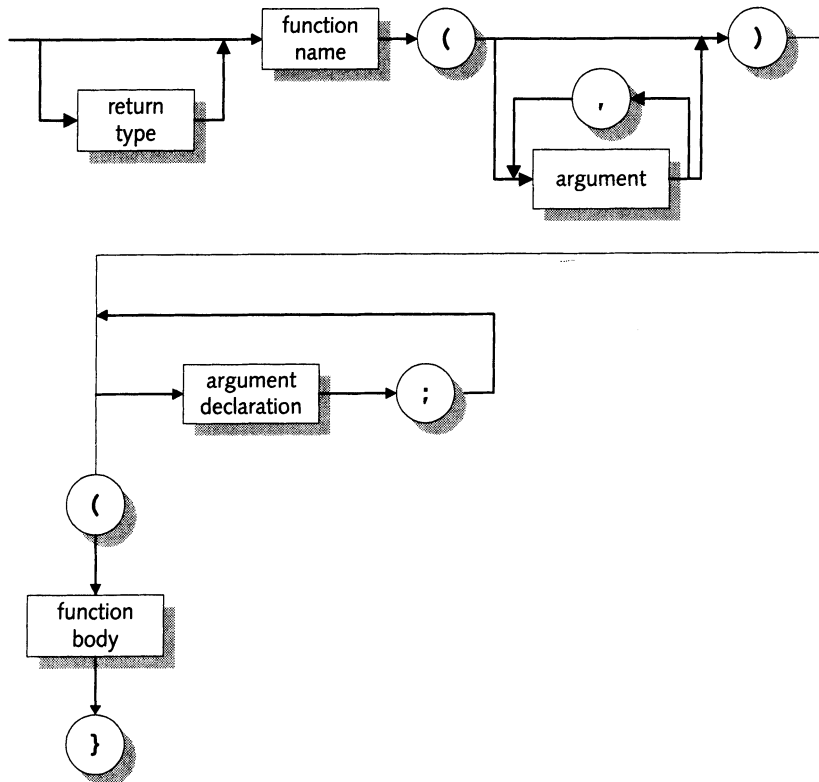 function
name
(
)
return
type
,
argument
argument
declaration
;
(
function
body
}